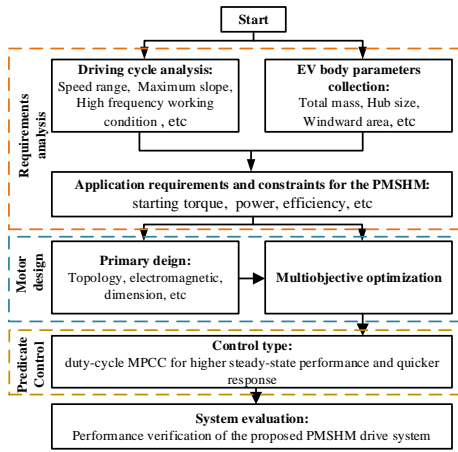 Start
Requirements
analysis
Driving cycle analysis:
Speed range, Maximum slope,
High frequency working
condition , etc
EV body parameters
collection:
Total mass, Hub size,
Windward area, etc
Application requirements and constraints for the PMSHM:
starting torque, power, efficiency, etc
Motor
design
Primary deign:
Topology, electromagnetic,
dimension, etc
Multiobjective optimization
Predicate
Control
Control type:
duty-cycle MPCC for higher steady-state performance and quicker
response
System evaluation:
Performance verification of the proposed PMSHM drive system